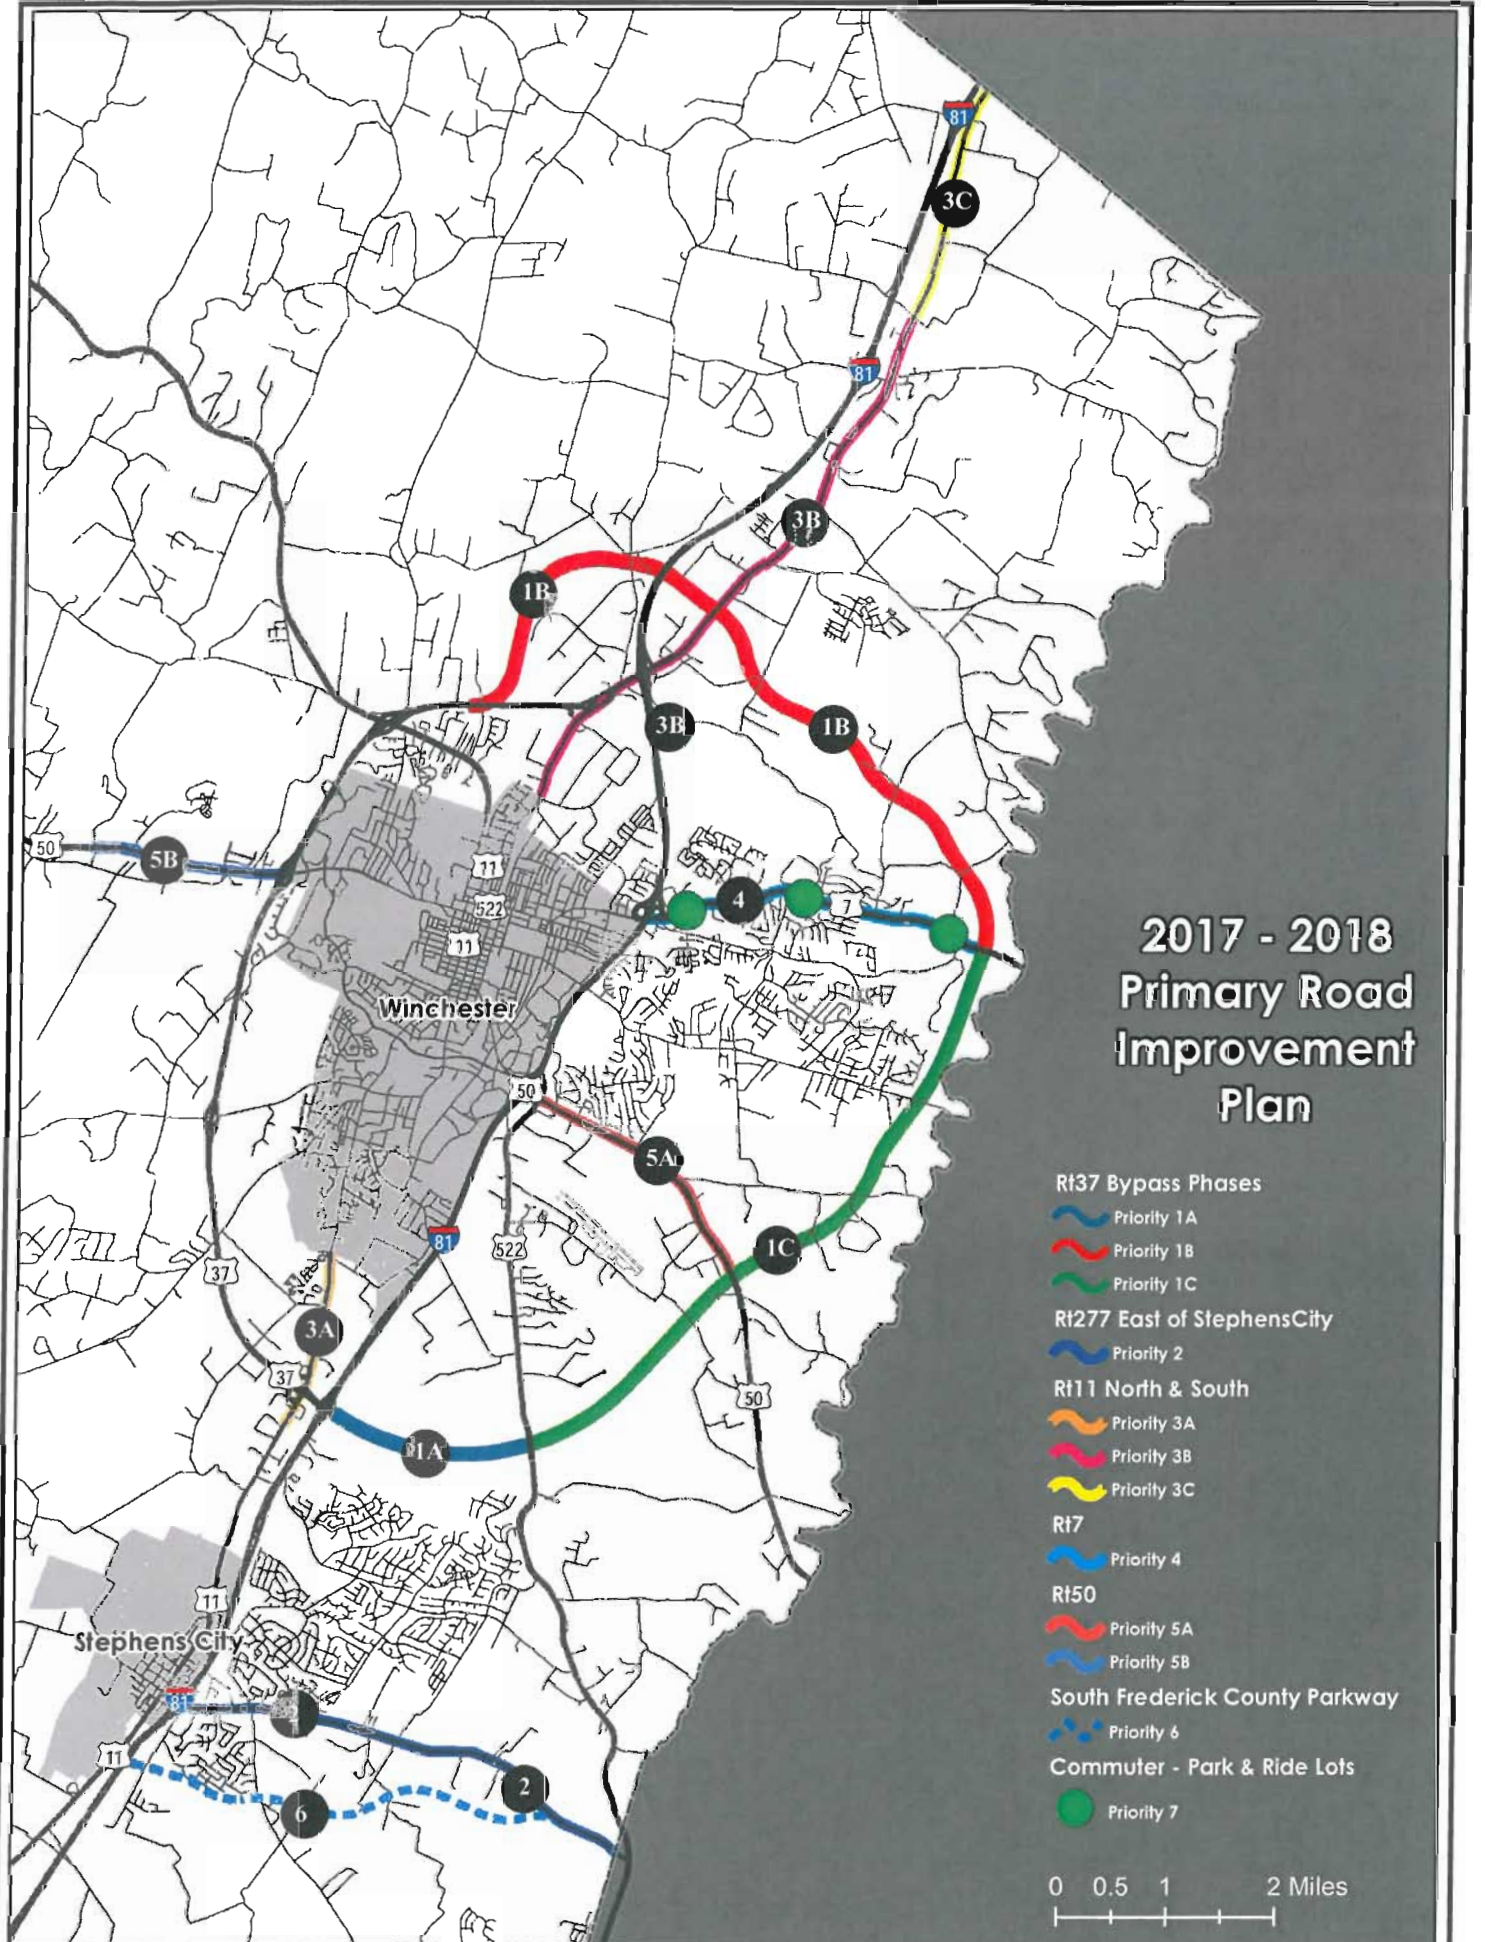 81
3C
81
3B
1B
3B
1B
50
5B
11
522
11
4
7
Winchester
50
5A
81
522
37
1C
3A
37
50
1A
11
Stephens City
81
11
2
6
2017 - 2018
Primary Road
Improvement
Plan
Rt37 Bypass Phases
Priority 1A
Priority 1B
Priority 1C
Rt277 East of StephensCity
Priority 2
Rt11 North & South
Priority 3A
Priority 3B
Priority 3C
Rt7
Priority 4
Rt50
Priority 5A
Priority 5B
South Frederick County Parkway
Priority 6
Commuter - Park & Ride Lots
Priority 7
0 0.5 1 2 Miles